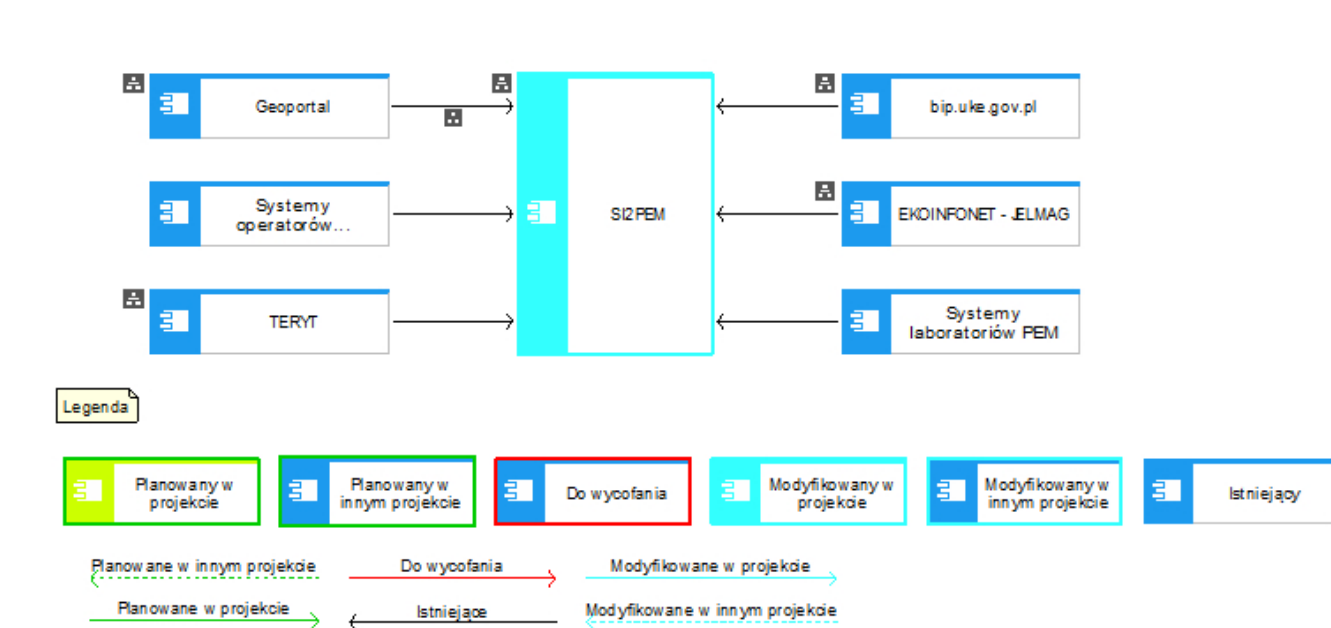 Geoportal
SI2PEM
bip.uke.gov.pl
Systemy
operatorów...
EKOINFONET - JELMAG
TERYT
Systemy
laboratoriów PEM
Legenda
Planowany w
projekcie
Planowany w
innym projekcie
Do wycofania
Modyfikowany w
projekcie
Modyfikowany w
innym projekcie
Istniejący
Planowane w innym projekcie
Do wycofania
Modyfikowane w projekcie
Planowane w projekcie
Istniejące
Modyfikowane w innym projekcie